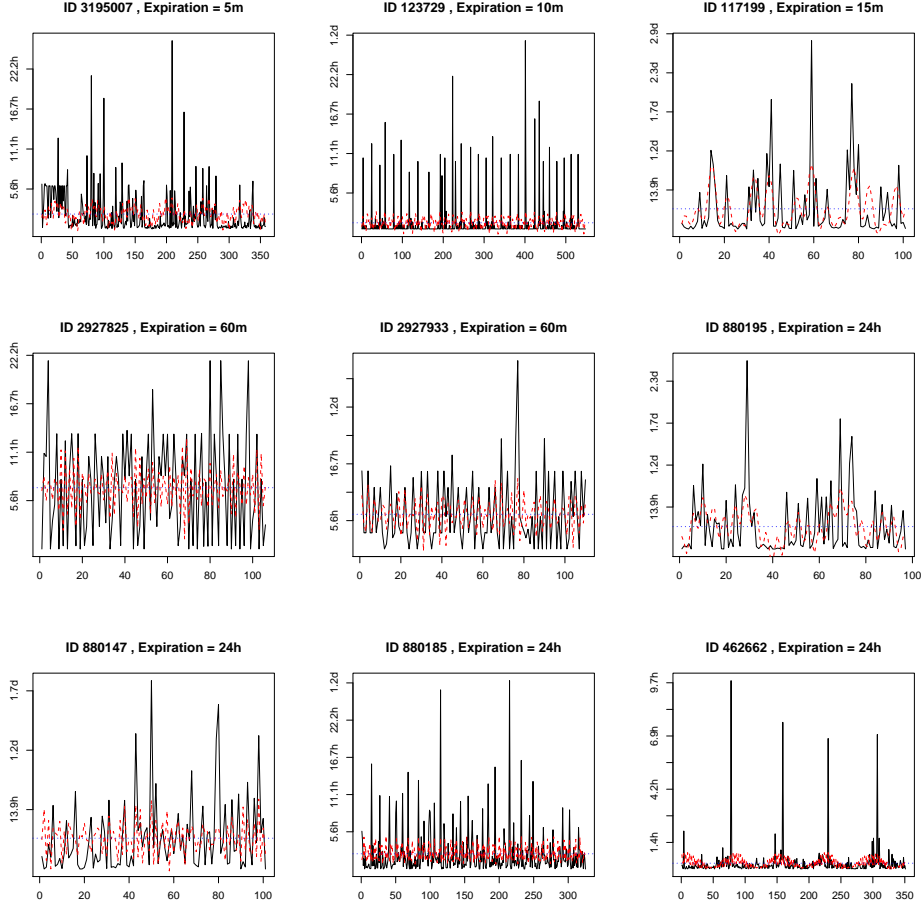 ID 3195007 , Expiration = 5m
22.2h
16.7h
11.1h
5.6h
0 50 100 150 200 250 300 350
ID 123729 , Expiration = 10m
1.2d
22.2h
16.7h
11.1h
5.6h
0 100 200 300 400 500
ID 117199 , Expiration = 15m
2.9d
2.3d
1.7d
1.2d
13.9h
0 20 40 60 80 100
ID 2927825 , Expiration = 60m
22.2h
16.7h
11.1h
5.6h
0 20 40 60 80 100
ID 2927933 , Expiration = 60m
1.2d
16.7h
5.6h
0 20 40 60 80 100
ID 880195 , Expiration = 24h
2.3d
1.7d
1.2d
13.9h
0 20 40 60 80 100
ID 880147 , Expiration = 24h
1.7d
1.2d
13.9h
0 20 40 60 80 100
ID 880185 , Expiration = 24h
1.2d
22.2h
16.7h
11.1h
5.6h
0 50 100 150 200 250 300
ID 462662 , Expiration = 24h
9.7h
6.9h
4.2h
1.4h
0 50 100 150 200 250 300 350